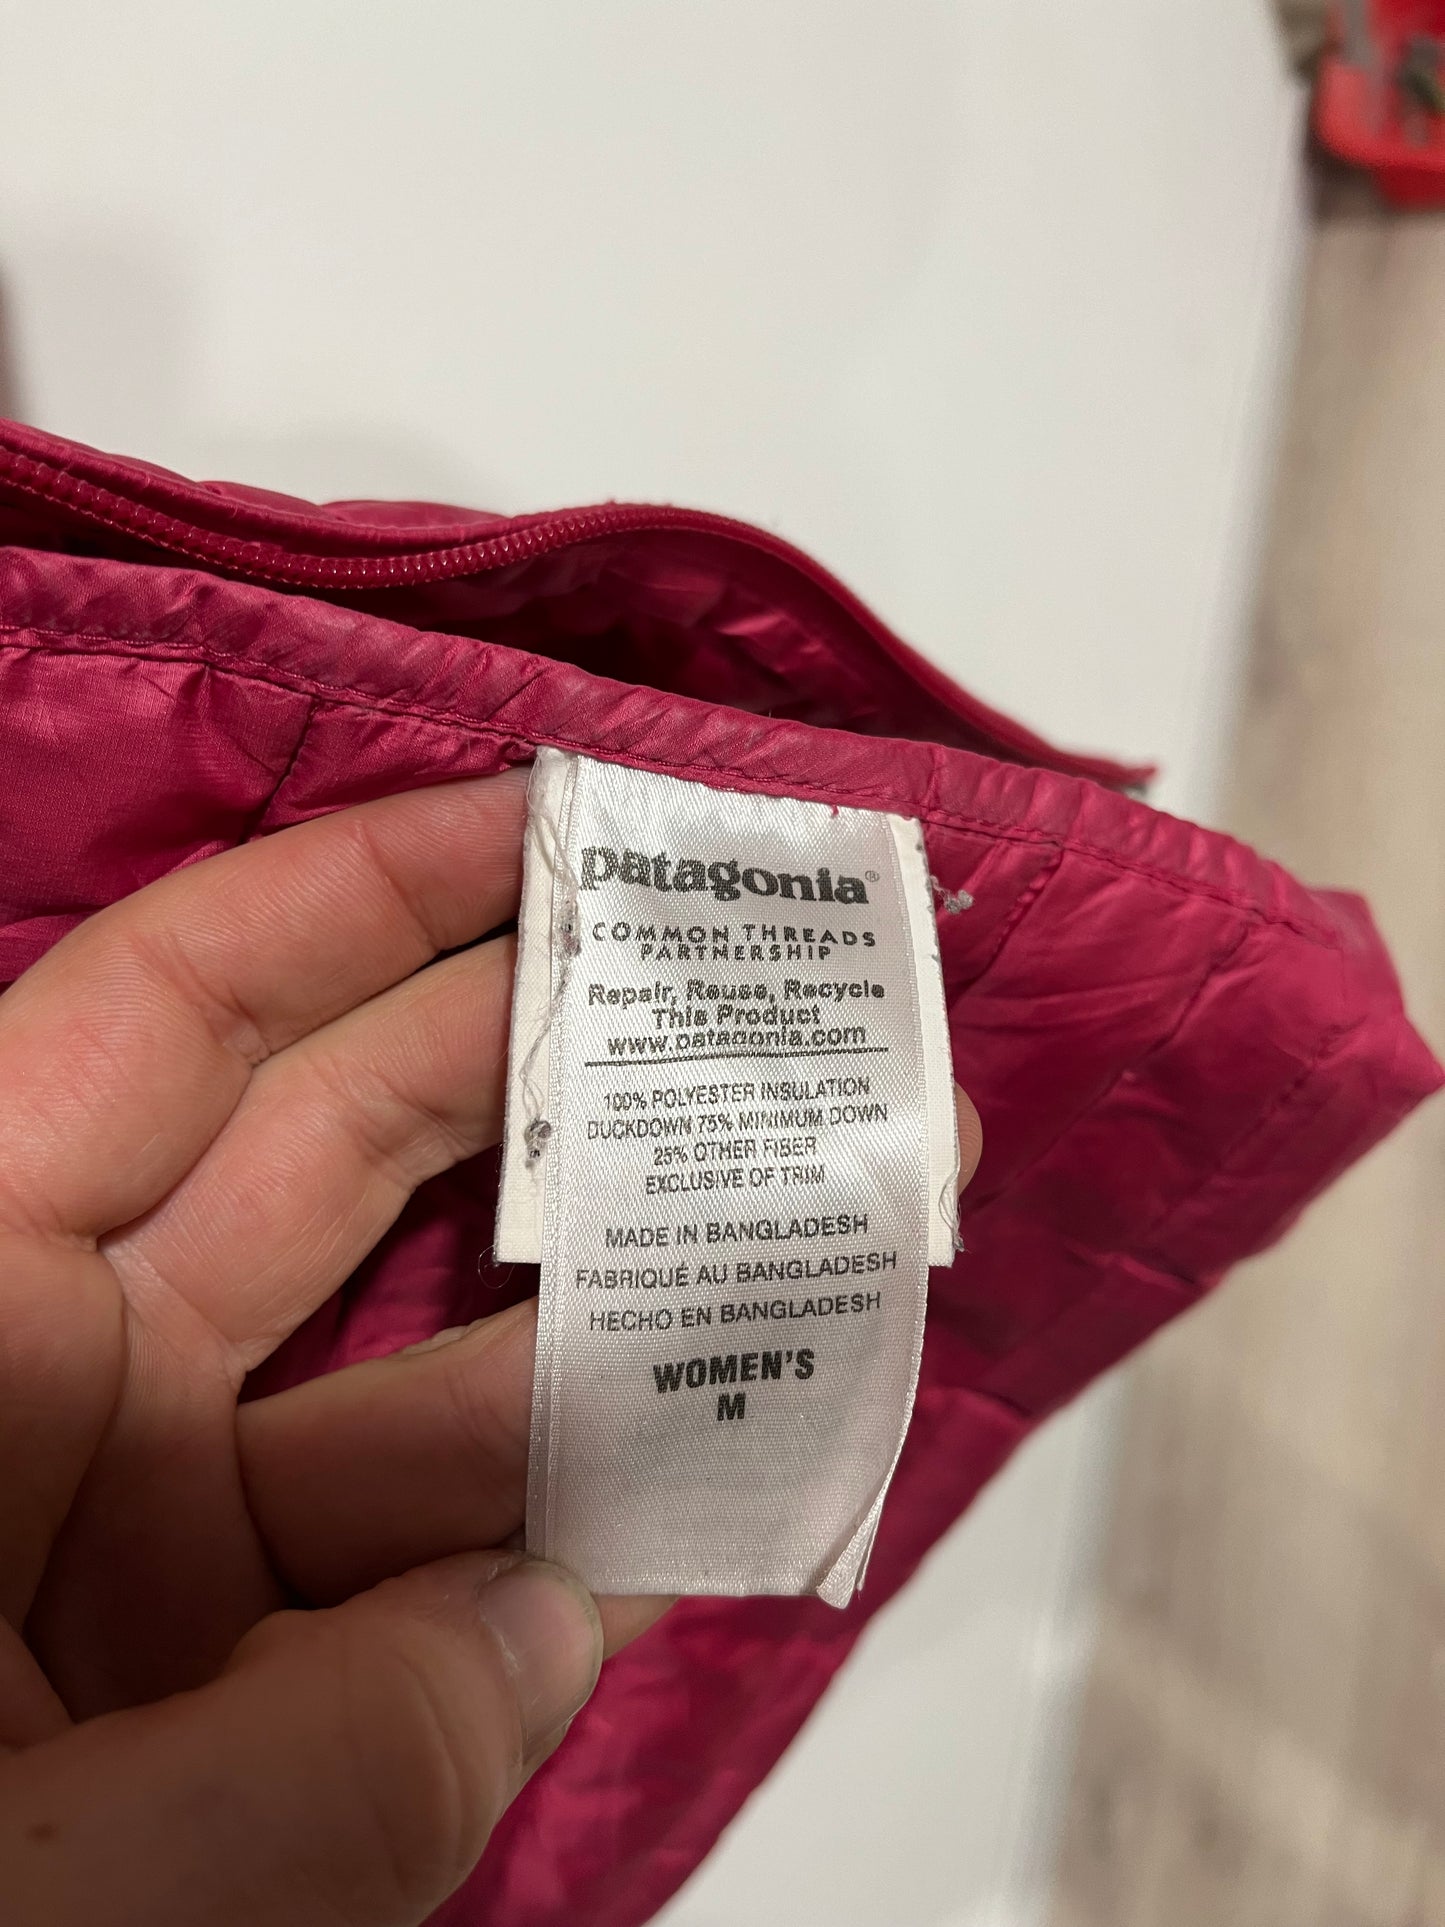 patagonia®
COMMON THREADS
PARTNERSHIP
Repair, Reuse, Recycle
This Product
www.patagonia.com
100% POLYESTER INSULATION
DUCKDOWN 75% MINIMUM DOWN
25% OTHER FIBER
EXCLUSIVE OF TRIM
MADE IN BANGLADESH
FABRIQUÉ AU BANGLADESH
HECHO EN BANGLADESH
WOMEN'S
M